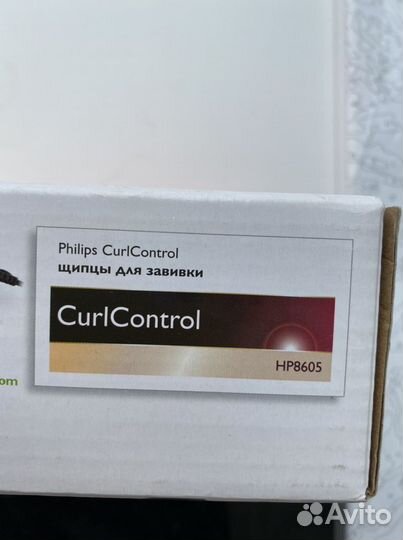 Philips CurlControl
щипцы для завивки
CurlControl
HP8605
om
Avito